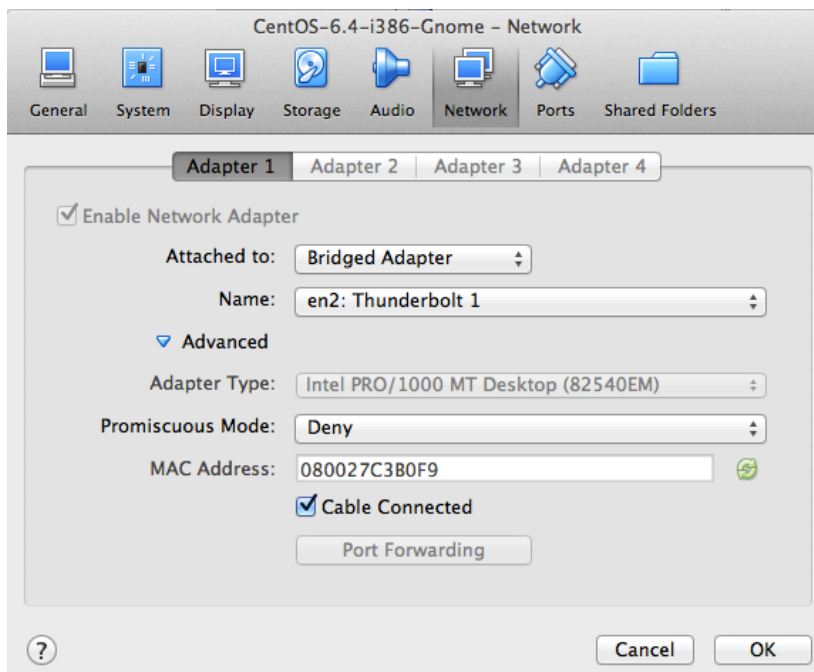 CentOS-6.4-i386-Gnome – Network
General System Display Storage Audio Network Ports Shared Folders
Adapter 1 Adapter 2 Adapter 3 Adapter 4
Enable Network Adapter
Attached to: Bridged Adapter
Name: en2: Thunderbolt 1
Advanced
Adapter Type: Intel PRO/1000 MT Desktop (82540EM)
Promiscuous Mode: Deny
MAC Address: 080027C3B0F9
Cable Connected
Port Forwarding
? Cancel OK